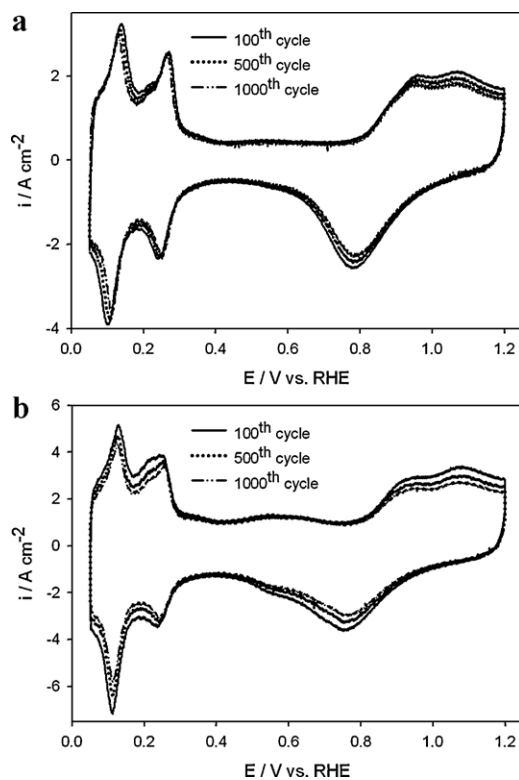 a
100th cycle
500th cycle
1000th cycle
2
0
-2
-4
i / A cm-2
0.0 0.2 0.4 0.6 0.8 1.0 1.2
E / V vs. RHE
b
100th cycle
500th cycle
1000th cycle
6
4
2
0
-2
-4
-6
i / A cm-2
0.0 0.2 0.4 0.6 0.8 1.0 1.2
E / V vs. RHE